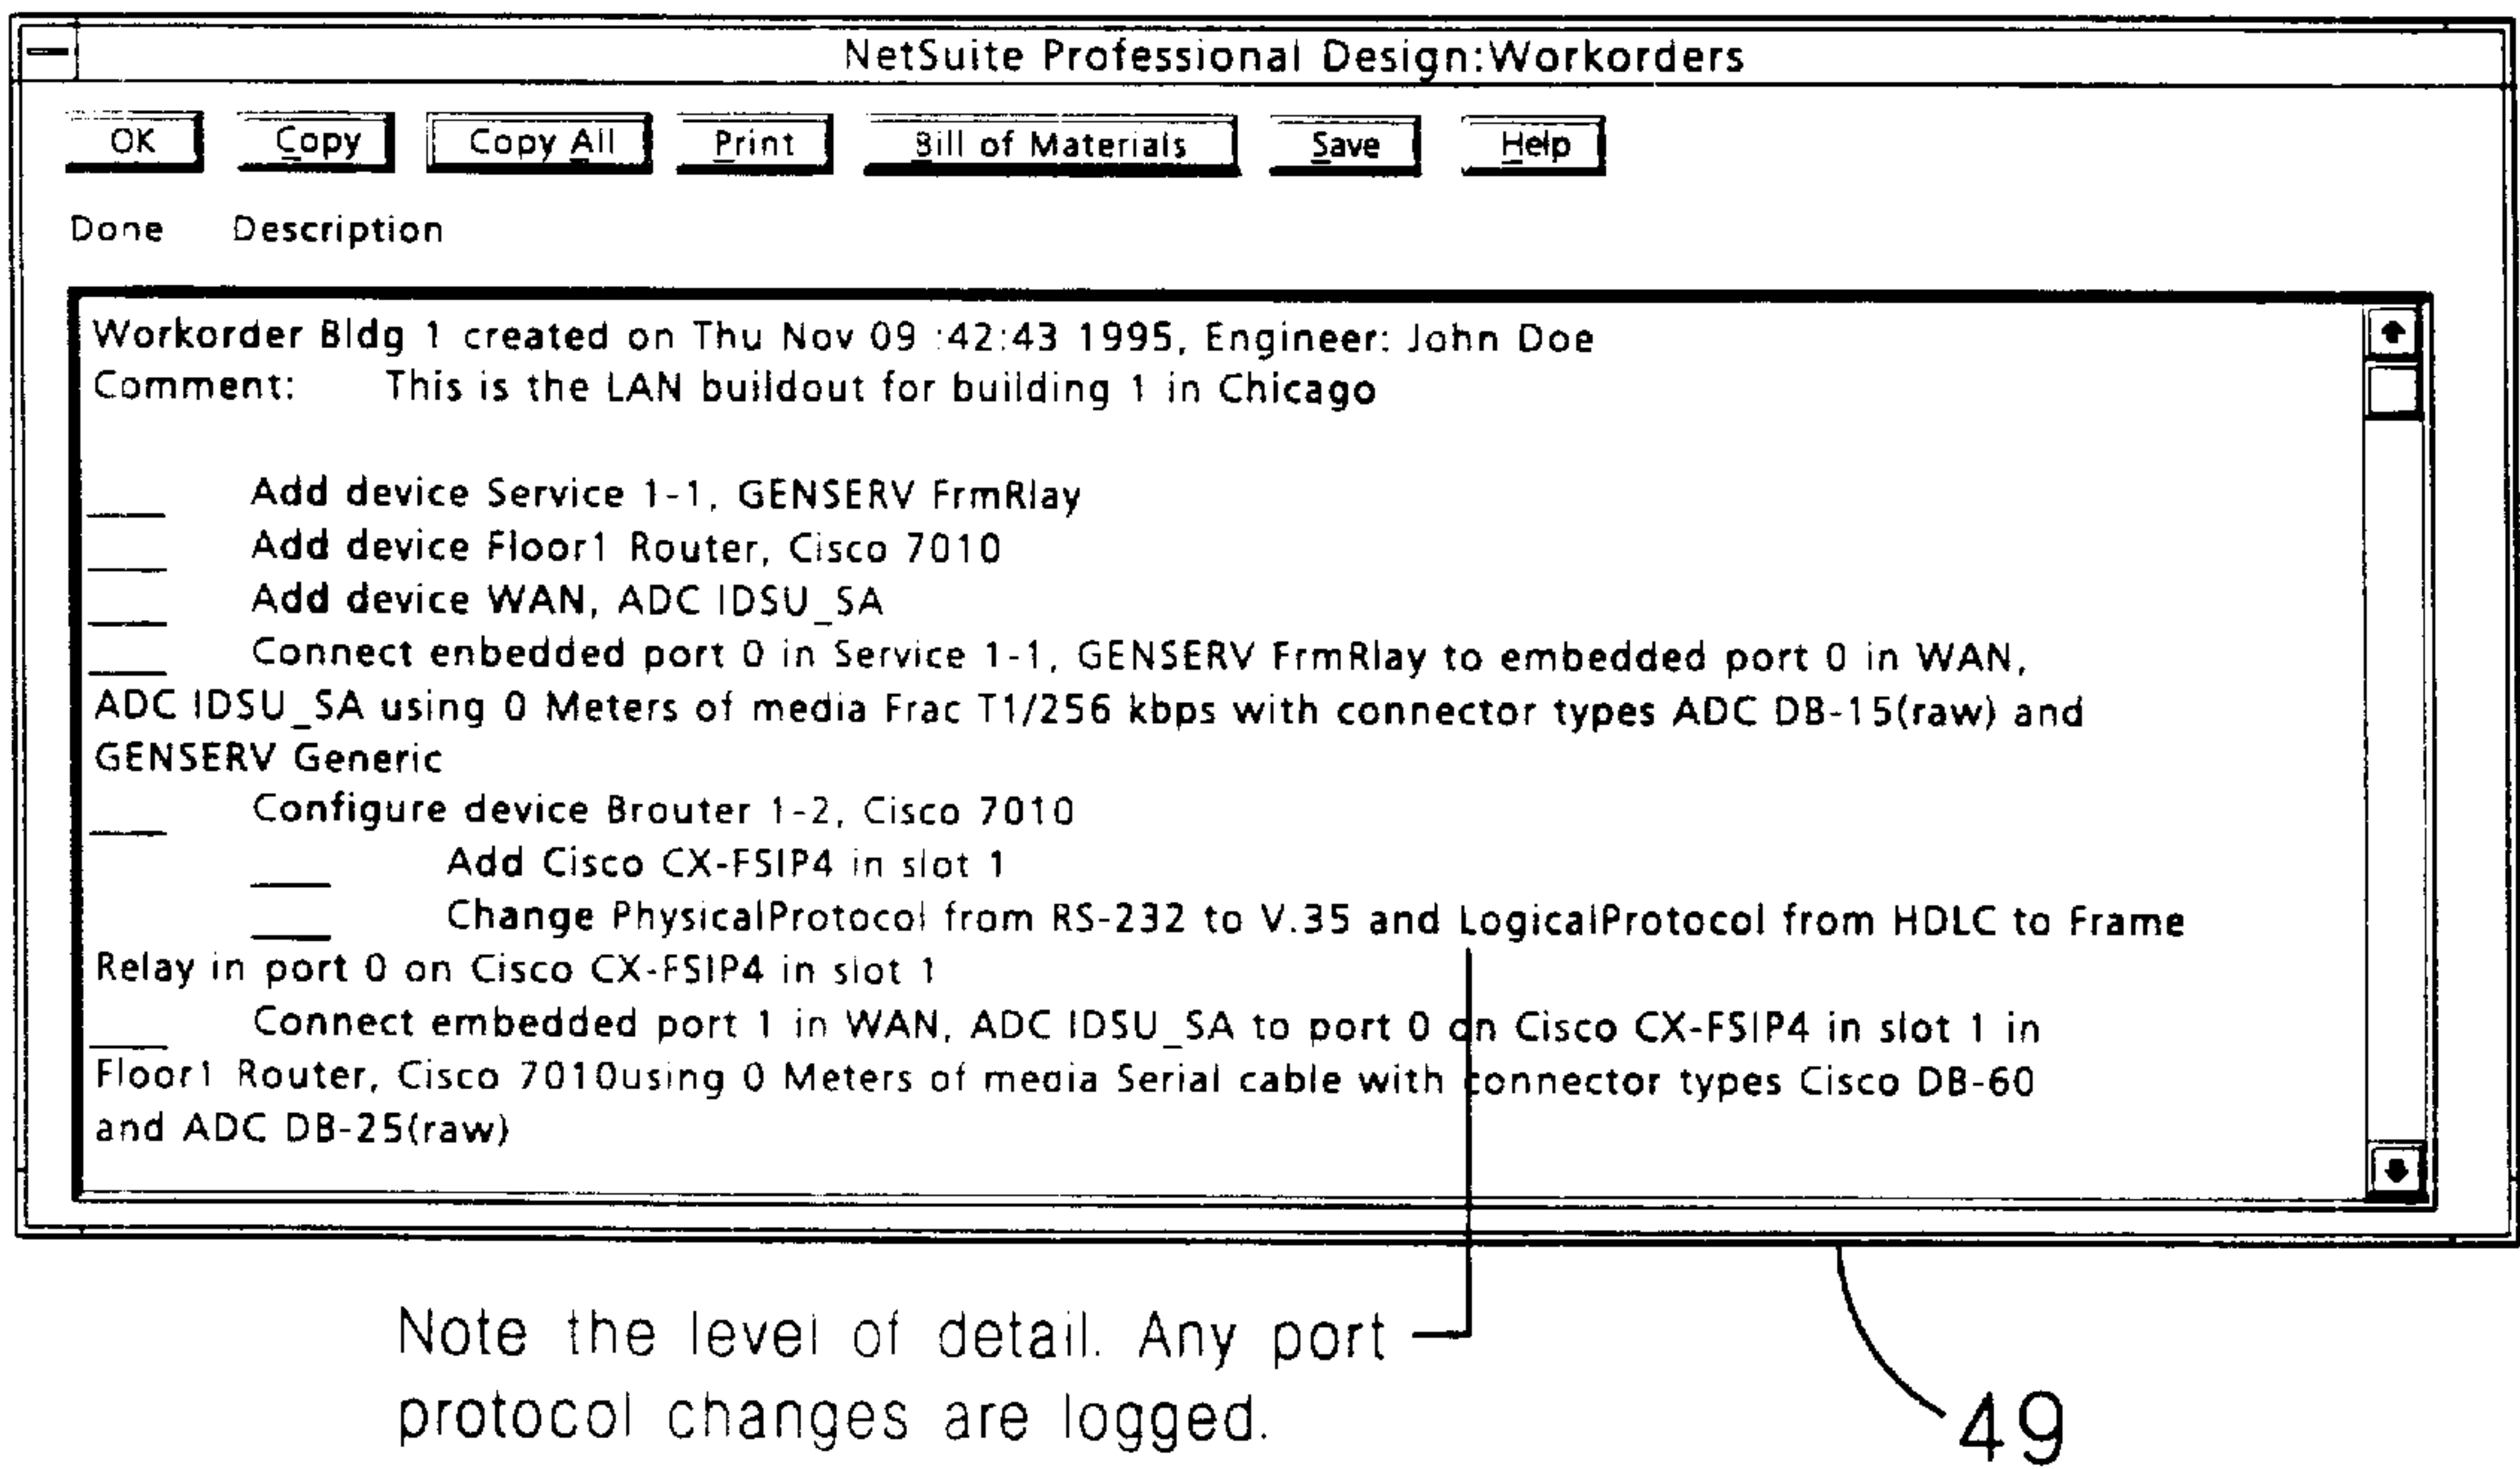 NetSuite Professional Design:Workorders
OK Copy Copy All Print Bill of Materials Save Help
Done Description
Workorder Bldg 1 created on Thu Nov 09 :42:43 1995, Engineer: John Doe
Comment: This is the LAN buildout for building 1 in Chicago
___ Add device Service 1-1, GENSERV FrmRlay
___ Add device Floor1 Router, Cisco 7010
___ Add device WAN, ADC IDSU_SA
___ Connect enbedded port 0 in Service 1-1, GENSERV FrmRlay to embedded port 0 in WAN,
ADC IDSU_SA using 0 Meters of media Frac T1/256 kbps with connector types ADC DB-15(raw) and
GENSERV Generic
___ Configure device Brouter 1-2, Cisco 7010
___ Add Cisco CX-FSIP4 in slot 1
___ Change PhysicalProtocol from RS-232 to V.35 and LogicalProtocol from HDLC to Frame
Relay in port 0 on Cisco CX-FSIP4 in slot 1
___ Connect embedded port 1 in WAN, ADC IDSU_SA to port 0 on Cisco CX-FSIP4 in slot 1 in
Floor1 Router, Cisco 7010using 0 Meters of media Serial cable with connector types Cisco DB-60
and ADC DB-25(raw)
Note the level of detail. Any port
protocol changes are logged.
49